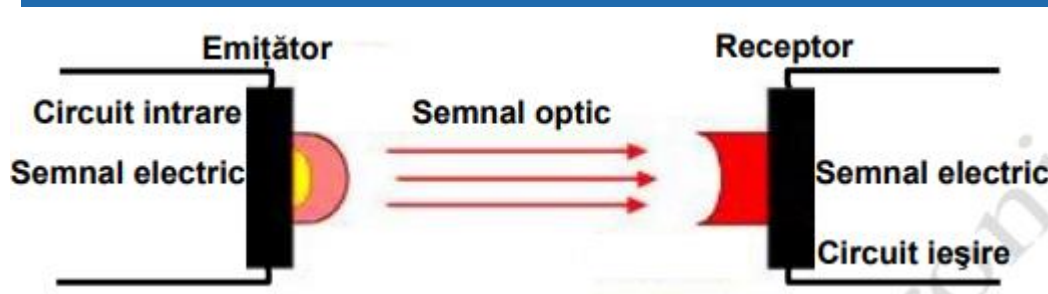 Emițător
Receptor
Circuit intrare
Semnal optic
Semnal electric
Semnal electric
Circuit ieşire